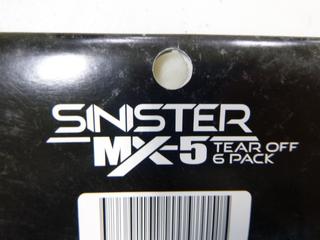 SINISTER
MX-5 TEAR OFF
6 PACK